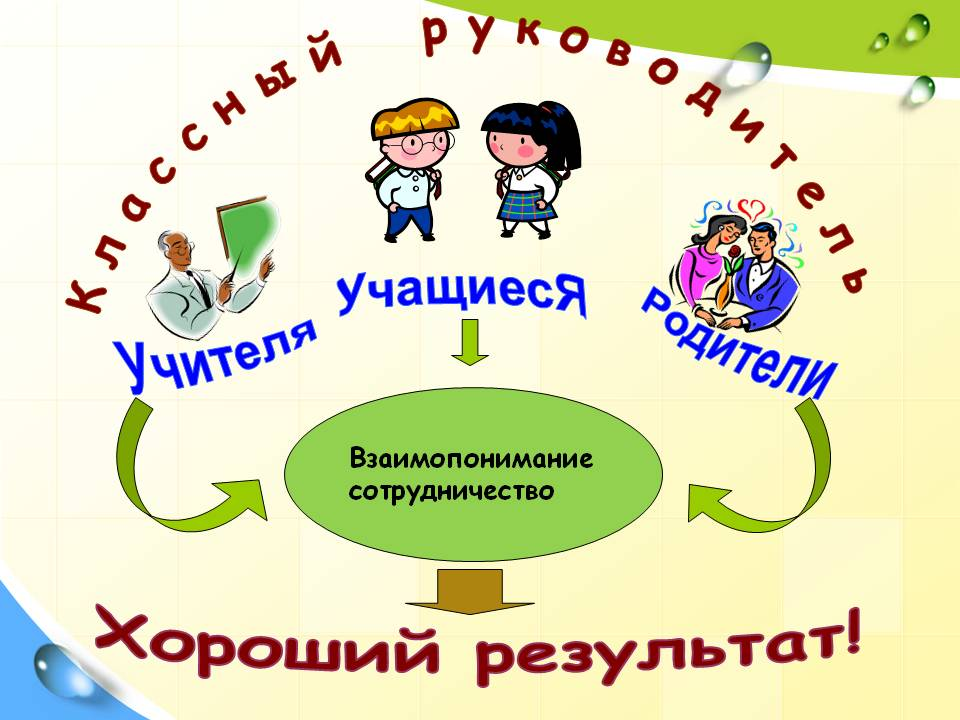 Классный руководитель
Учителя
Учащиеся
Родители
Взаимопонимание
сотрудничество
Хороший результат!